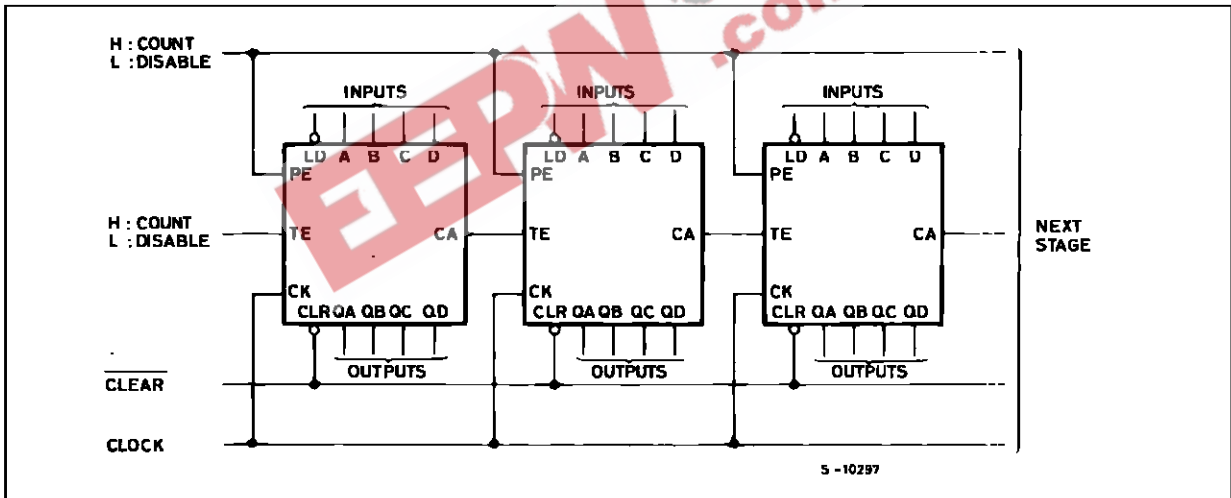 H : COUNT
L : DISABLE
INPUTS INPUTS INPUTS
LD A B C D LD A B C D LD A B C D
PE PE PE
H : COUNT
L : DISABLE
TE CA TE CA TE CA
NEXT
STAGE
CK CK CK
CLR QA QB QC QD CLR QA QB QC QD CLR QA QB QC QD
OUTPUTS OUTPUTS OUTPUTS
CLEAR
CLOCK
S-10297
EEPW.com